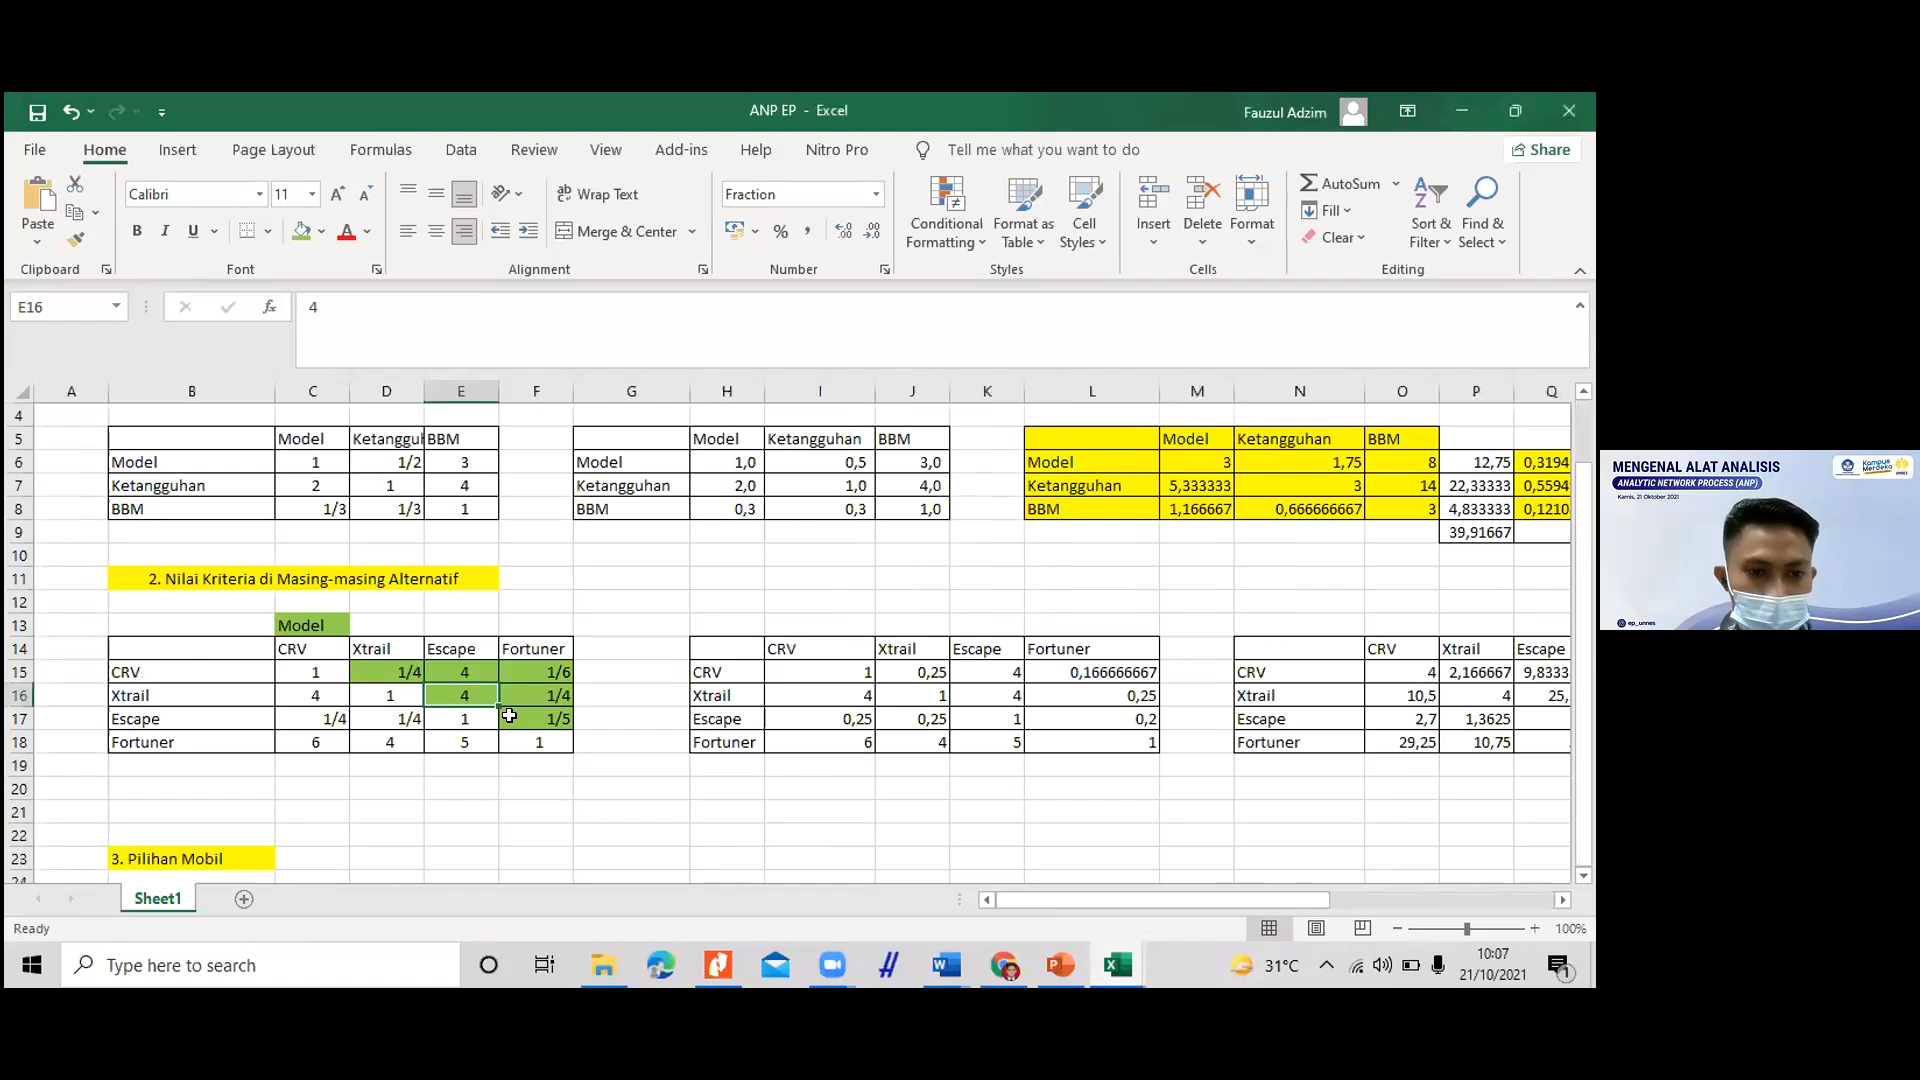 ANP EP - Excel
Fauzul Adzim
File Home Insert Page Layout Formulas Data Review View Add-ins Help Nitro Pro Tell me what you want to do Share
Paste
Calibri 11 A A
B I U A
Wrap Text
Merge & Center
Fraction
%
Conditional Formatting
Format as Table
Cell Styles
Insert Delete Format
AutoSum
Fill
Clear
Sort & Filter
Find & Select
Clipboard Font Alignment Number Styles Cells Editing
E16 fx 4
A B C D E F G H I J K L M N O P Q
4
5 Model Ketangguh BBM Model Ketangguhan BBM Model Ketangguhan BBM
6 Model 1 1/2 3 Model 1,0 0,5 3,0 Model 3 1,75 8 12,75 0,3194
7 Ketangguhan 2 1 4 Ketangguhan 2,0 1,0 4,0 Ketangguhan 5,333333 3 14 22,33333 0,5594
8 BBM 1/3 1/3 1 BBM 0,3 0,3 1,0 BBM 1,166667 0,666666667 3 4,833333 0,1210
9 39,91667
10
11 2. Nilai Kriteria di Masing-masing Alternatif
12
13 Model
14 CRV Xtrail Escape Fortuner CRV Xtrail Escape Fortuner CRV Xtrail Escape
15 CRV 1 1/4 4 1/6 CRV 1 0,25 4 0,166666667 CRV 4 2,166667 9,8333
16 Xtrail 4 1 4 1/4 Xtrail 4 1 4 0,25 Xtrail 10,5 4 25,
17 Escape 1/4 1/4 1 1/5 Escape 0,25 0,25 1 0,2 Escape 2,7 1,3625
18 Fortuner 6 4 5 1 Fortuner 6 4 5 1 Fortuner 29,25 10,75
19
20
21
22
23 3. Pilihan Mobil
24
Sheet1
Ready
100%
Type here to search
31°C
10:07
21/10/2021
1
MENGENAL ALAT ANALISIS
ANALYTIC NETWORK PROCESS (ANP)
Kamis, 21 Oktober 2021
Kampus Merdeka
ep_unnes